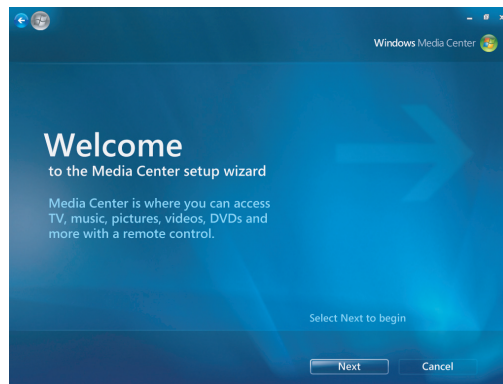 Windows Media Center
Welcome
to the Media Center setup wizard
Media Center is where you can access
TV, music, pictures, videos, DVDs and
more with a remote control.
Select Next to begin
Next
Cancel